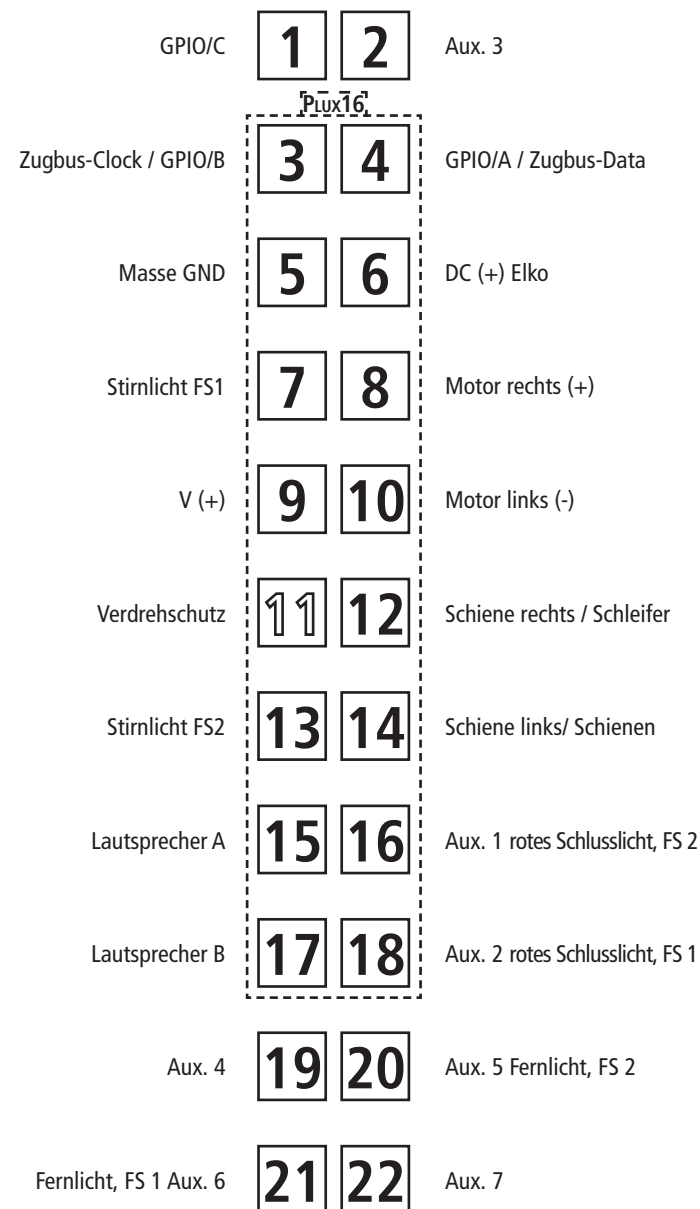 GPIO/C 1 2 Aux. 3
PLUX16
Zugbus-Clock / GPIO/B 3 4 GPIO/A / Zugbus-Data
Masse GND 5 6 DC (+) Elko
Stirnlicht FS1 7 8 Motor rechts (+)
V (+) 9 10 Motor links (-)
Verdrehschutz 11 12 Schiene rechts / Schleifer
Stirnlicht FS2 13 14 Schiene links/ Schienen
Lautsprecher A 15 16 Aux. 1 rotes Schlusslicht, FS 2
Lautsprecher B 17 18 Aux. 2 rotes Schlusslicht, FS 1
Aux. 4 19 20 Aux. 5 Fernlicht, FS 2
Fernlicht, FS 1 Aux. 6 21 22 Aux. 7